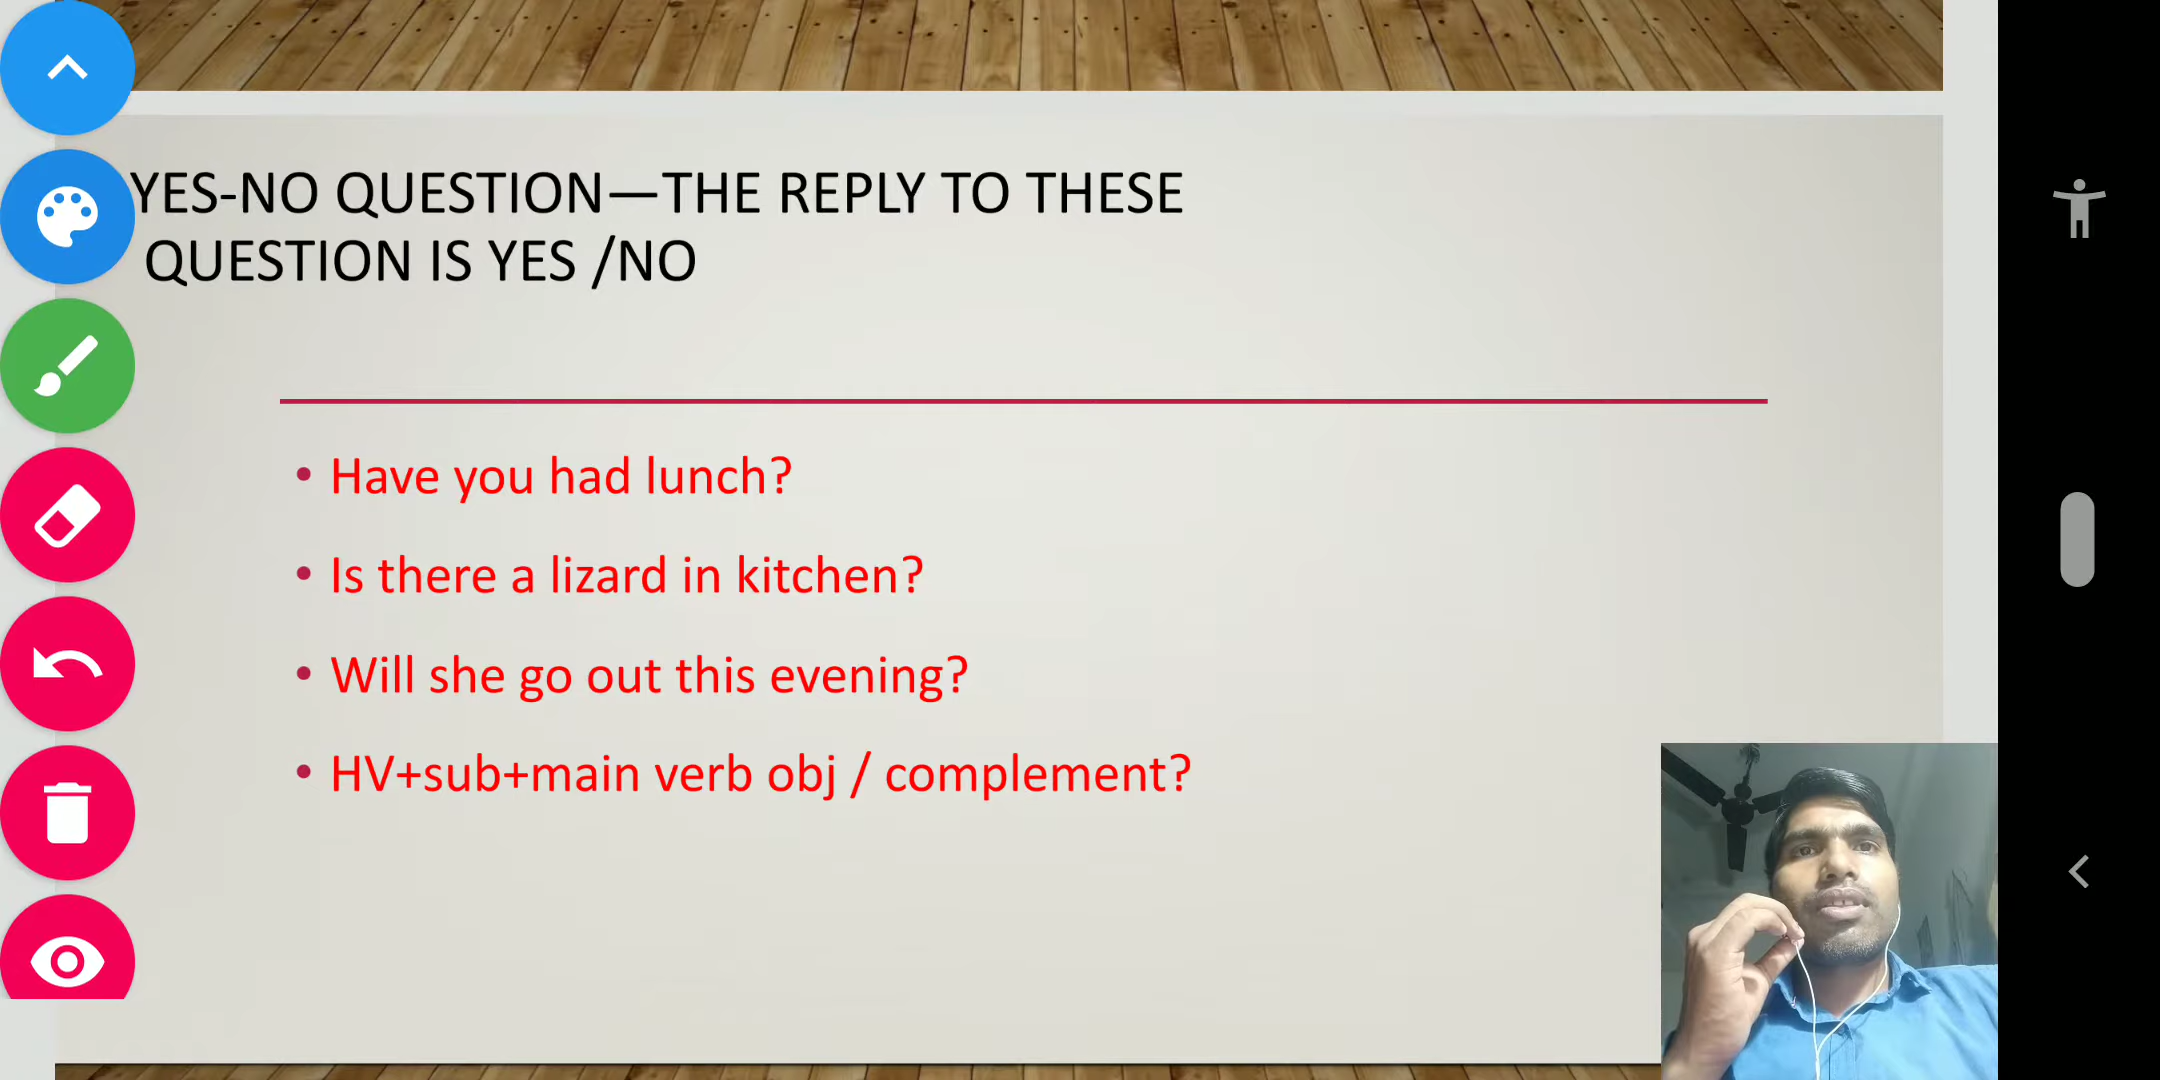 YES-NO QUESTION—THE REPLY TO THESE
QUESTION IS YES /NO
• Have you had lunch?
• Is there a lizard in kitchen?
• Will she go out this evening?
• HV+sub+main verb obj / complement?